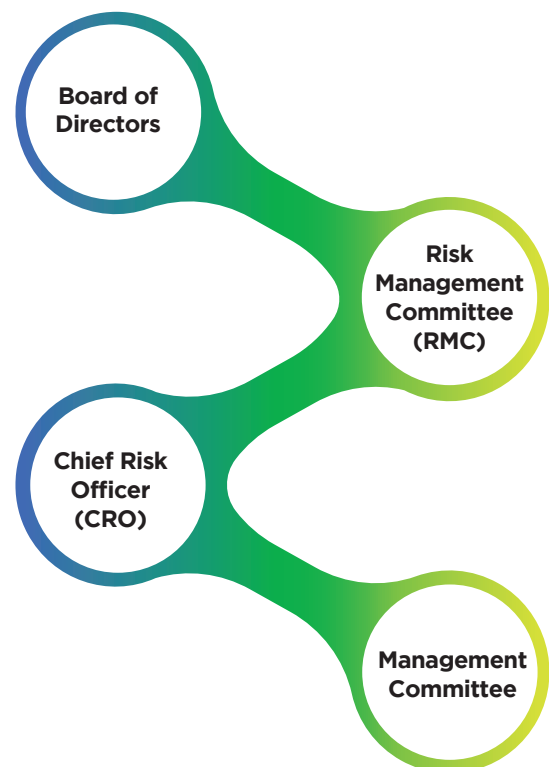 Board of
Directors
Risk
Management
Committee
(RMC)
Chief Risk
Officer
(CRO)
Management
Committee